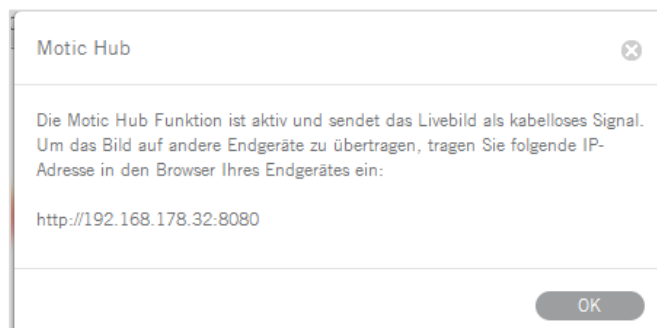 Motic Hub
Die Motic Hub Funktion ist aktiv und sendet das Livebild als kabelloses Signal.
Um das Bild auf andere Endgeräte zu übertragen, tragen Sie folgende IP-
Adresse in den Browser Ihres Endgerätes ein:
http://192.168.178.32:8080
OK